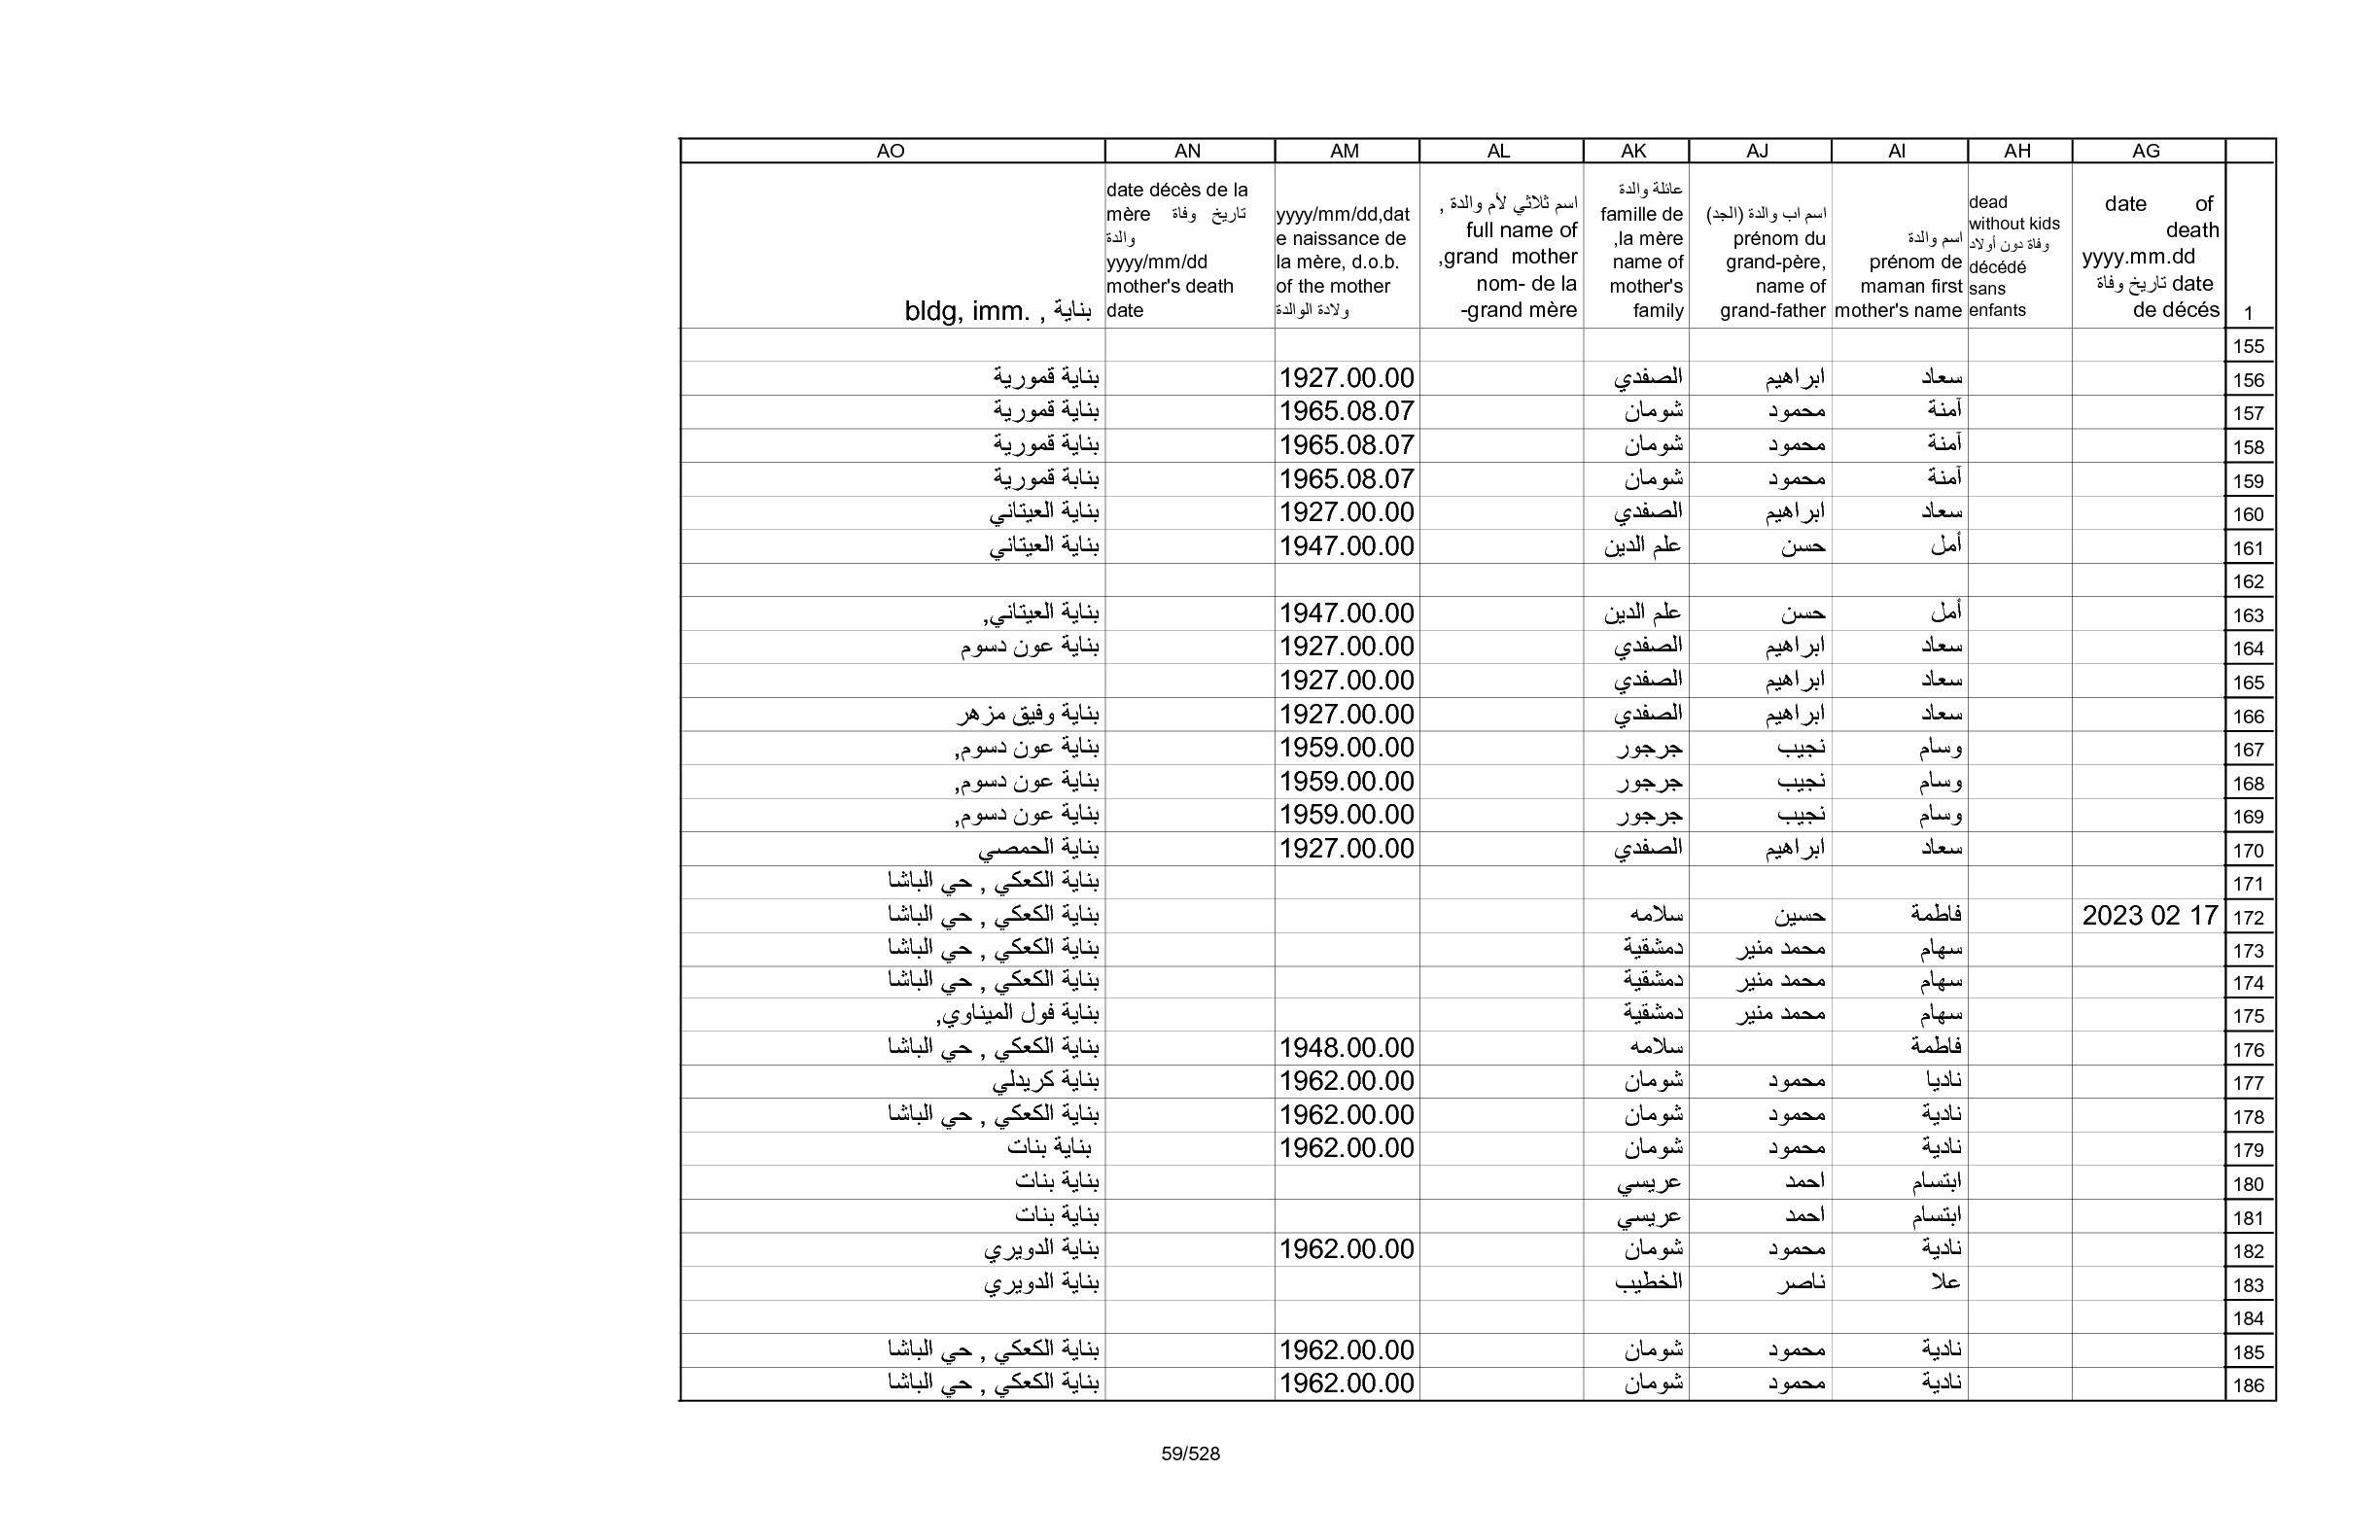 AG AH AI AJ AK AL AM AN AO
1
date of
death
yyyy.mm.dd
date تاريخ وفاة
de décés
dead
without kids
وفاة دون أولاد
décédé
sans
enfants
اسم والدة
prénom de
maman first
mother's name
اسم اب والدة (الجد)
prénom du
grand-père,
name of
grand-father
عائلة والدة
famille de
la mère,
name of
mother's
family
اسم ثلاثي لأم والدة ,
full name of
grand mother,
nom- de la
grand mère-
yyyy/mm/dd,dat
e naissance de
la mère, d.o.b.
of the mother
ولادة الوالدة
date décès de la
mère تاريخ وفاة
والدة
yyyy/mm/dd
mother's death
date
بناية , bldg, imm.
155
156 سعاد ابراهيم الصفدي 1927.00.00 بناية قمورية
157 آمنة محمود شومان 1965.08.07 بناية قمورية
158 آمنة محمود شومان 1965.08.07 بناية قمورية
159 آمنة محمود شومان 1965.08.07 بنابة قمورية
160 سعاد ابراهيم الصفدي 1927.00.00 بناية العيتاني
161 أمل حسن علم الدين 1947.00.00 بناية العيتاني
162
163 أمل حسن علم الدين 1947.00.00 بناية العيتاني,
164 سعاد ابراهيم الصفدي 1927.00.00 بناية عون دسوم
165 سعاد ابراهيم الصفدي 1927.00.00
166 سعاد ابراهيم الصفدي 1927.00.00 بناية وفيق مزهر
167 وسام نجيب جرجور 1959.00.00 بناية عون دسوم,
168 وسام نجيب جرجور 1959.00.00 بناية عون دسوم,
169 وسام نجيب جرجور 1959.00.00 بناية عون دسوم,
170 سعاد ابراهيم الصفدي 1927.00.00 بناية الحمصي
171 بناية الكعكي , حي الباشا
172 2023 02 17 فاطمة حسين سلامه بناية الكعكي , حي الباشا
173 سهام محمد منير دمشقية بناية الكعكي , حي الباشا
174 سهام محمد منير دمشقية بناية الكعكي , حي الباشا
175 سهام محمد منير دمشقية بناية فول الميناوي,
176 فاطمة سلامه 1948.00.00 بناية الكعكي , حي الباشا
177 ناديا محمود شومان 1962.00.00 بناية كريدلي
178 نادية محمود شومان 1962.00.00 بناية الكعكي , حي الباشا
179 نادية محمود شومان 1962.00.00 بناية بنات
180 ابتسام احمد عريسي بناية بنات
181 ابتسام احمد عريسي بناية بنات
182 نادية محمود شومان 1962.00.00 بناية الدويري
183 علا ناصر الخطيب بناية الدويري
184
185 نادية محمود شومان 1962.00.00 بناية الكعكي , حي الباشا
186 نادية محمود شومان 1962.00.00 بناية الكعكي , حي الباشا
59/528